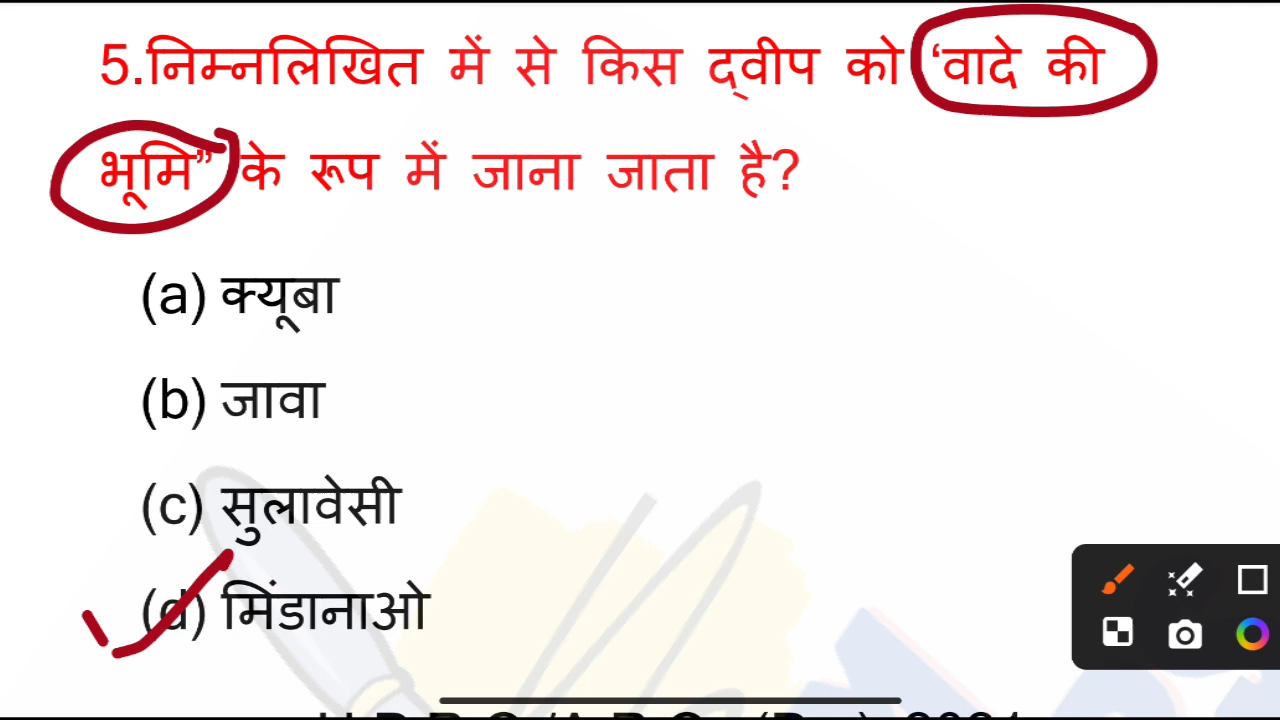 5.निम्नलिखित में से किस द्वीप को ‘वादे की
भूमि” के रूप में जाना जाता है?
(a) क्यूबा
(b) जावा
(c) सुलावेसी
(d) मिंडानाओ